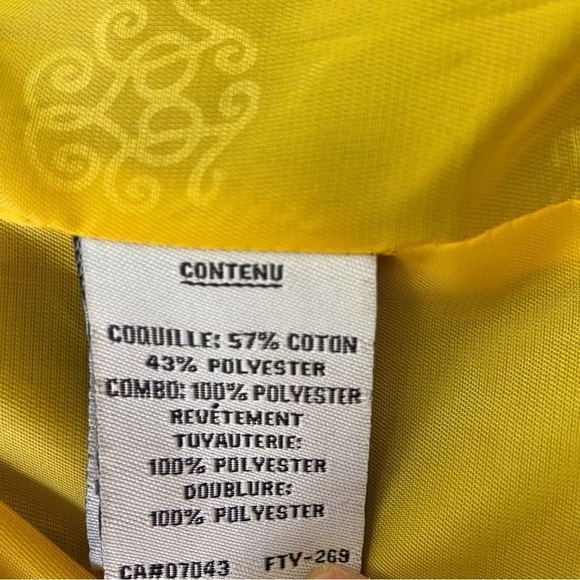 CONTENU
COQUILLE: 57% COTON
43% POLYESTER
COMBO: 100% POLYESTER
REVÉTEMENT
TUYAUTERIE:
100% POLYESTER
DOUBLURE:
100% POLYESTER
CA#07043 FTY-269